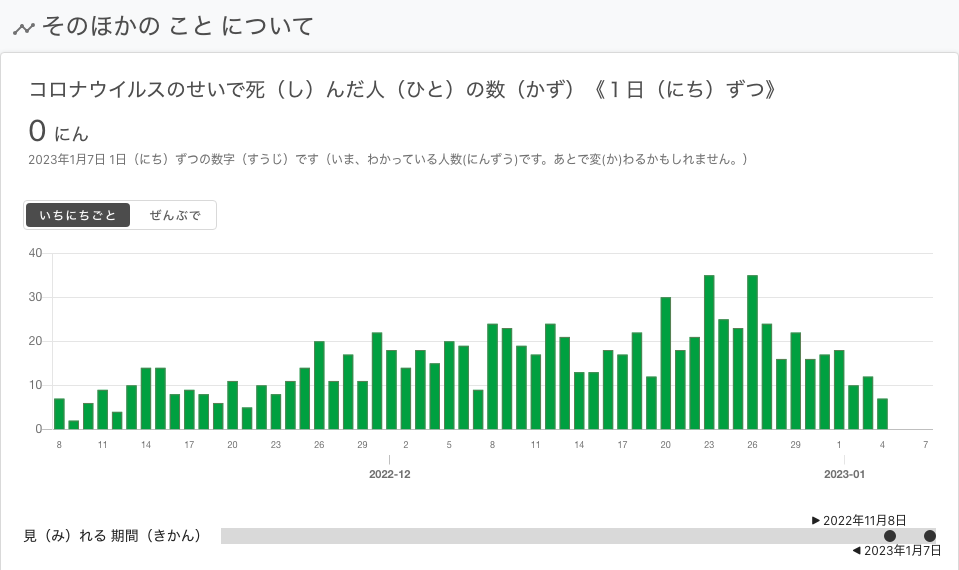 そのほかの こと について
コロナウイルスのせいで死（し）んだ人（ひと）の数（かず）《１日（にち）ずつ》
0 にん
2023年1月7日 1日（にち）ずつの数字（すうじ）です（いま、わかっている人数(にんずう)です。あとで変(か)わるかもしれません。）
いちにちごと ぜんぶで
40
30
20
10
0
8 11 14 17 20 23 26 29 2 5 8 11 14 17 20 23 26 29 1 4 7
2022-12 2023-01
▶ 2022年11月8日
見（み）れる 期間（きかん）
◀ 2023年1月7日